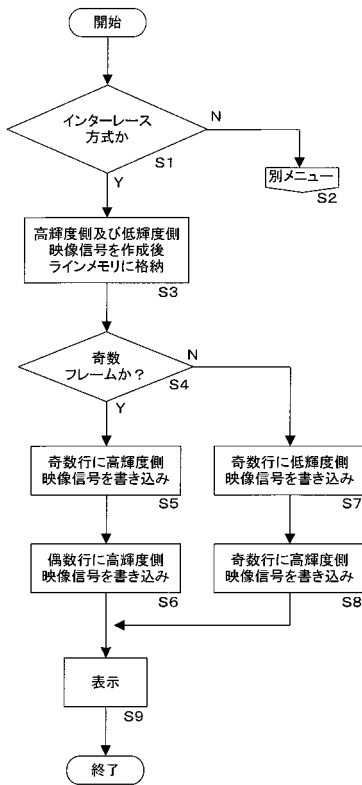 開始
インターレース
方式か
N
S1
Y
別メニュー
S2
高輝度側及び低輝度側
映像信号を作成後
ラインメモリに格納
S3
奇数
フレームか?
N
S4
Y
奇数行に高輝度側
映像信号を書き込み
S5
奇数行に低輝度側
映像信号を書き込み
S7
偶数行に高輝度側
映像信号を書き込み
S6
奇数行に高輝度側
映像信号を書き込み
S8
表示
S9
終了